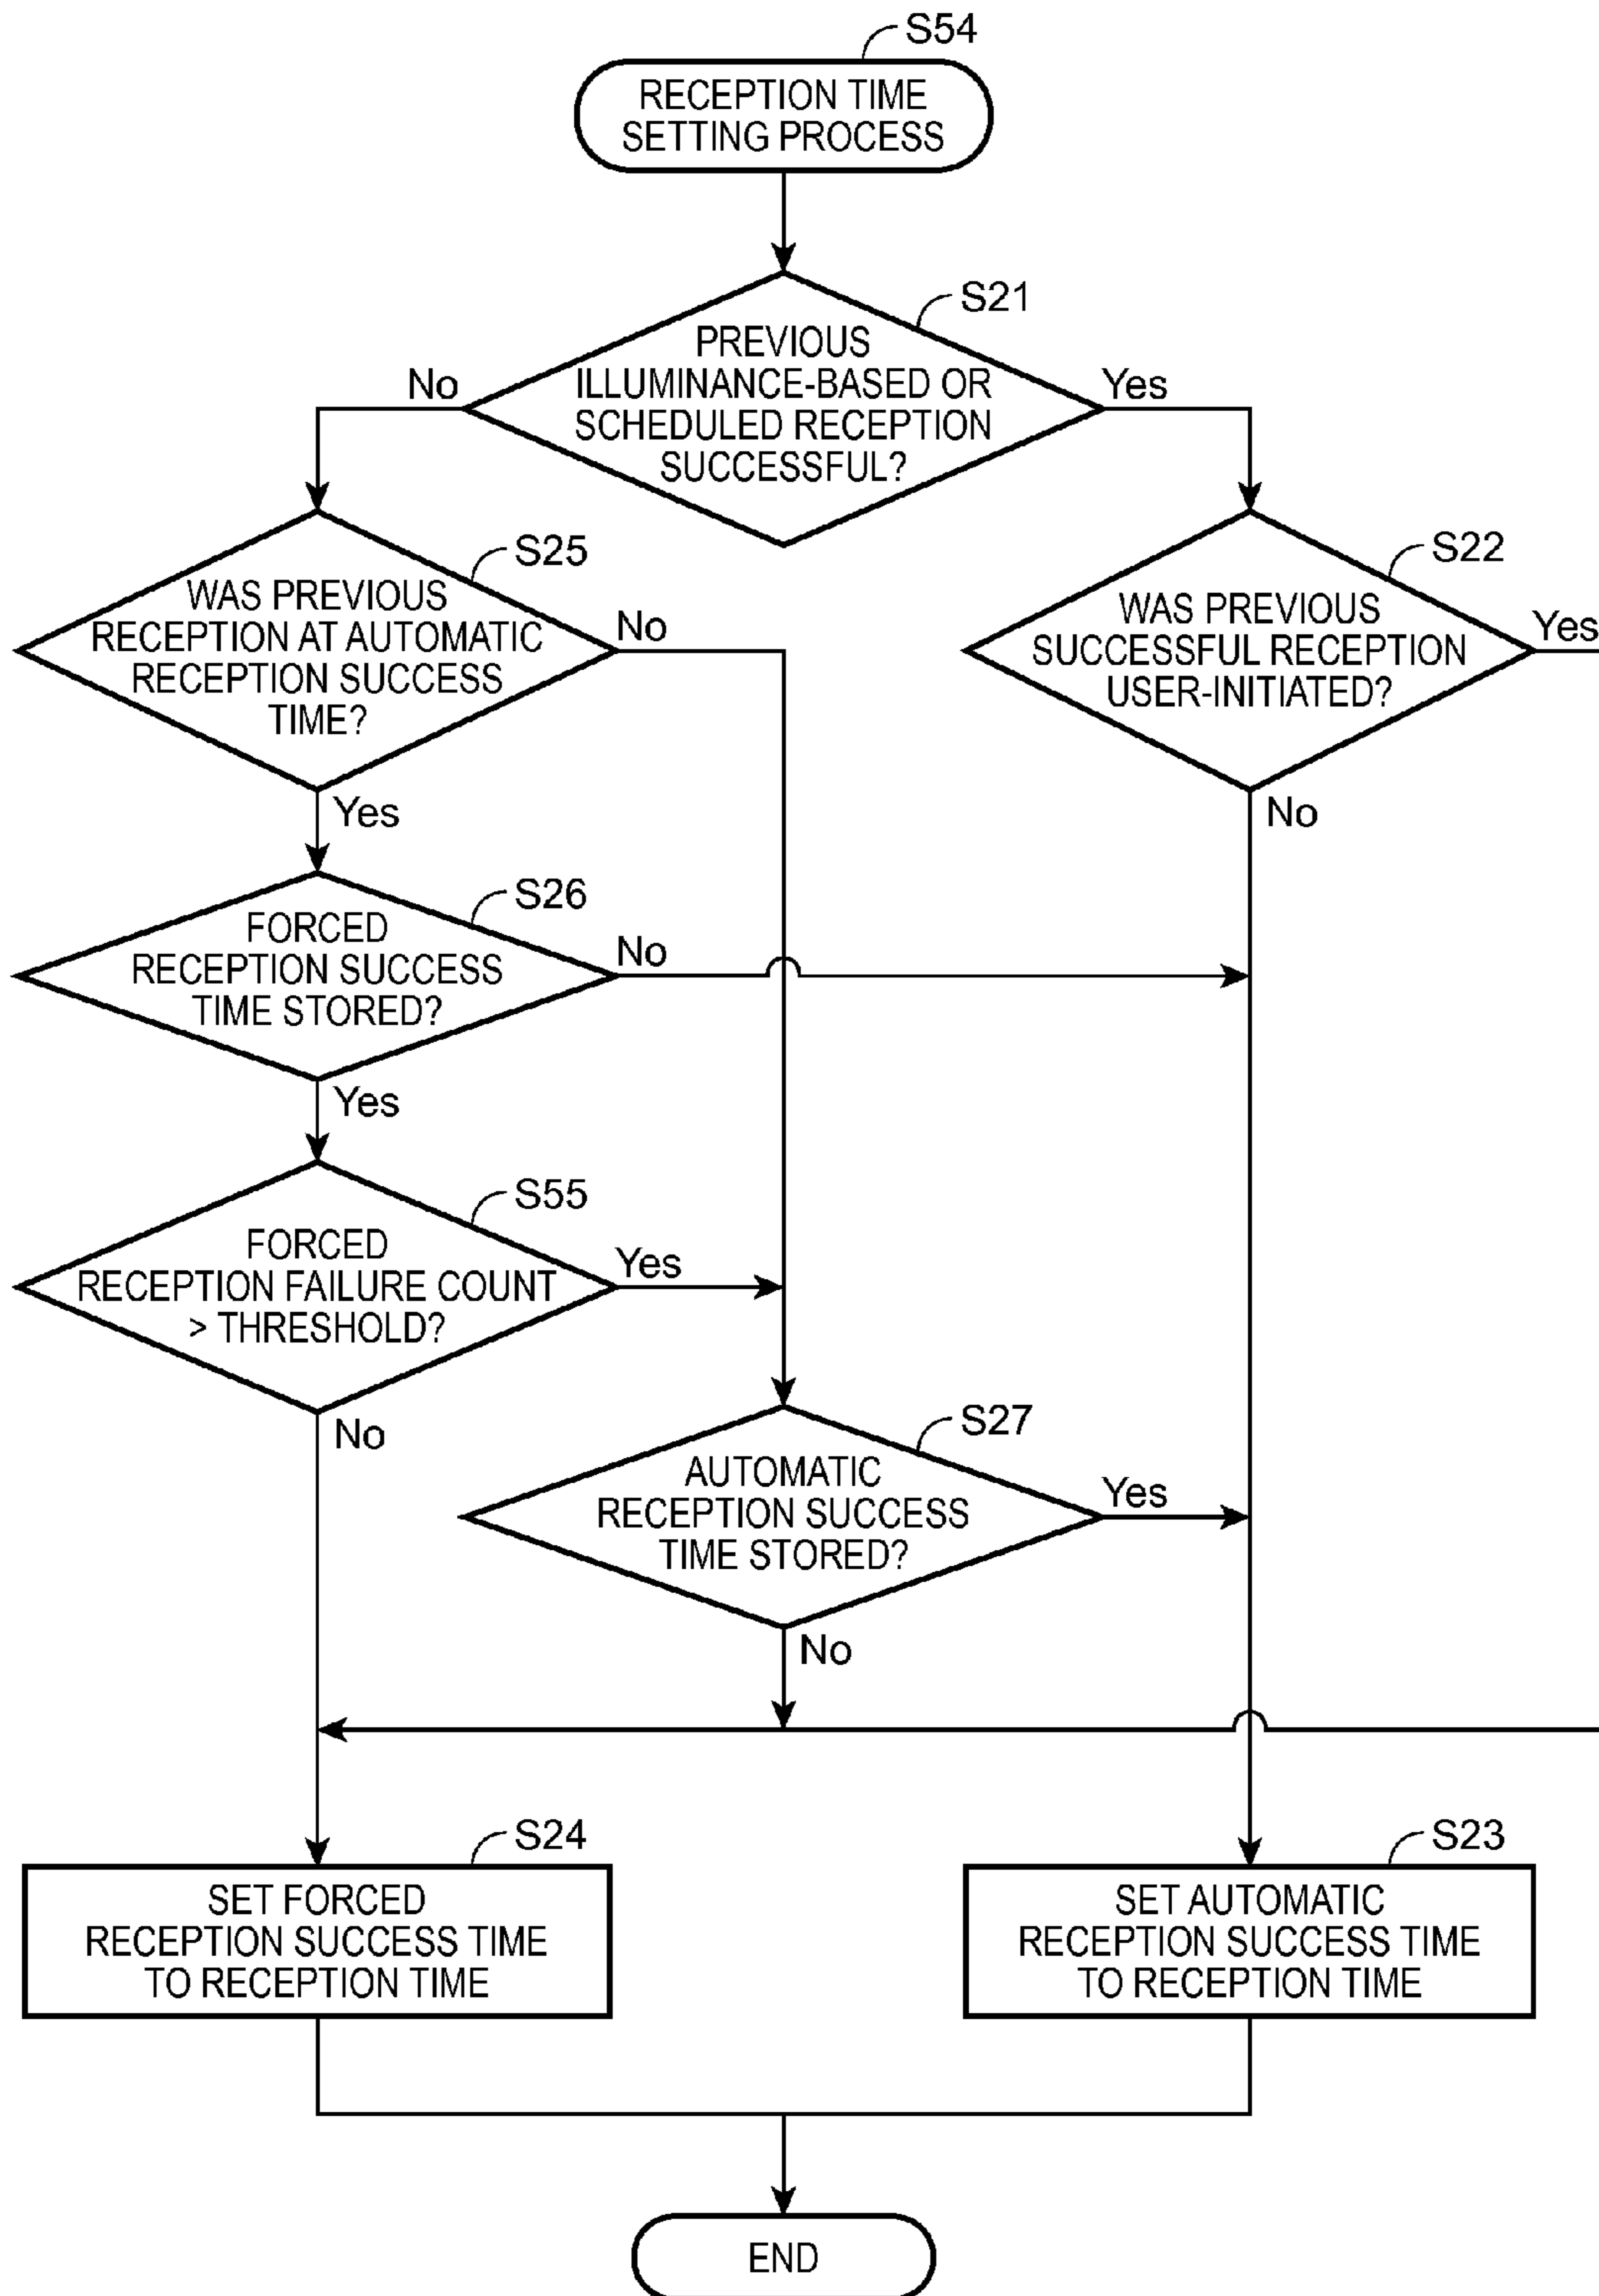 S54
RECEPTION TIME
SETTING PROCESS
S21
PREVIOUS
ILLUMINANCE-BASED OR
SCHEDULED RECEPTION
SUCCESSFUL?
No
Yes
S25
WAS PREVIOUS
RECEPTION AT AUTOMATIC
RECEPTION SUCCESS
TIME?
No
Yes
S22
WAS PREVIOUS
SUCCESSFUL RECEPTION
USER-INITIATED?
Yes
No
S26
FORCED
RECEPTION SUCCESS
TIME STORED?
No
Yes
S55
FORCED
RECEPTION FAILURE COUNT
> THRESHOLD?
Yes
No
S27
AUTOMATIC
RECEPTION SUCCESS
TIME STORED?
Yes
No
S24
SET FORCED
RECEPTION SUCCESS TIME
TO RECEPTION TIME
S23
SET AUTOMATIC
RECEPTION SUCCESS TIME
TO RECEPTION TIME
END